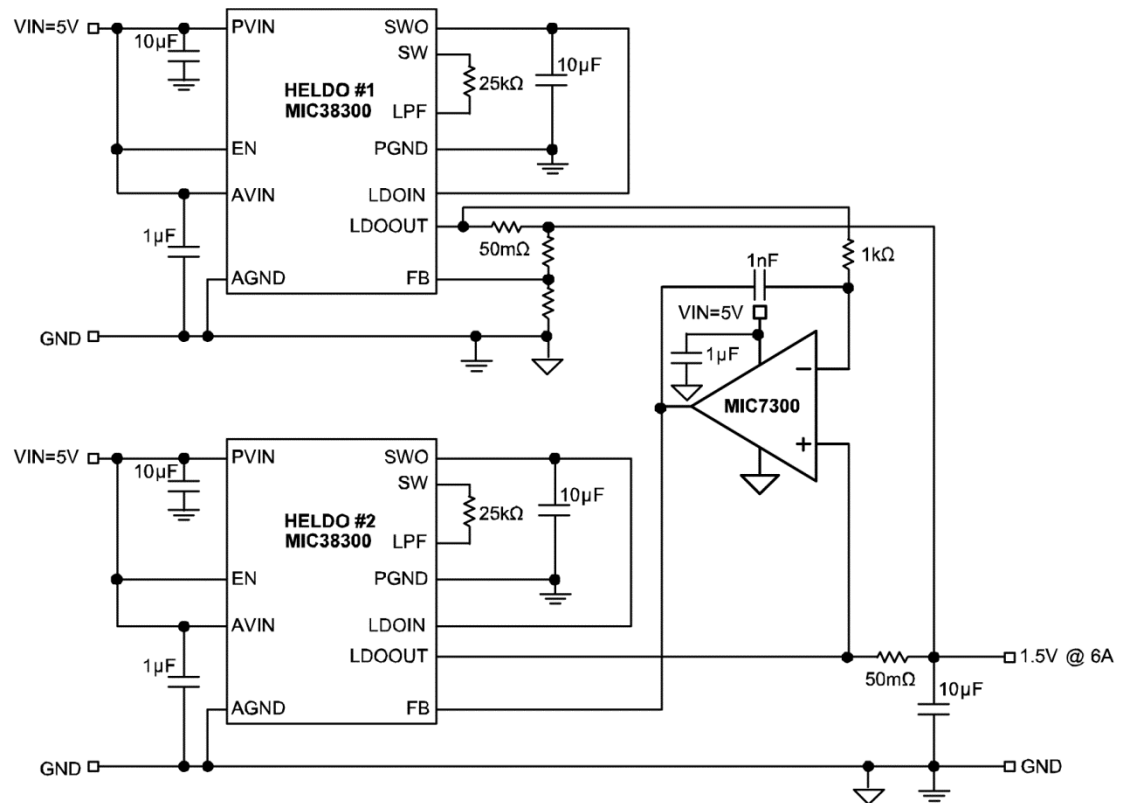 VIN=5V
10µF
PVIN
SWO
SW
10µF
HELDO #1
MIC38300
25kΩ
LPF
EN
PGND
AVIN
LDOIN
LDOOUT
1µF
50mΩ
1nF
1kΩ
AGND
FB
VIN=5V
GND
1µF
MIC7300
−
+
VIN=5V
10µF
PVIN
SWO
SW
10µF
HELDO #2
MIC38300
25kΩ
LPF
EN
PGND
AVIN
LDOIN
LDOOUT
1.5V @ 6A
1µF
50mΩ
10µF
AGND
FB
GND
GND